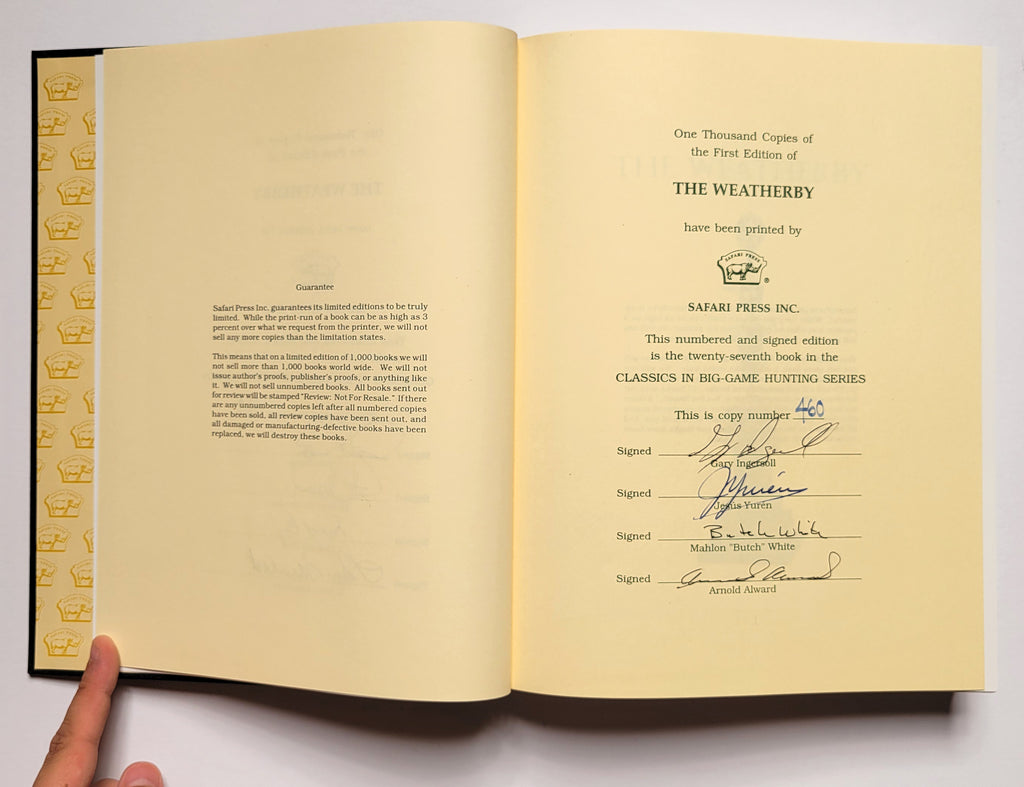 Guarantee
Safari Press Inc. guarantees its limited editions to be truly
limited. While the print-run of a book can be as high as 3
percent over what we request from the printer, we will not
sell any more copies than the limitation states.
This means that on a limited edition of 1,000 books we will
not sell more than 1,000 books world wide. We will not
issue author's proofs, publisher's proofs, or anything like
it. We will not sell unnumbered books. All books sent out
for review will be stamped "Review: Not For Resale." If there
are any unnumbered copies left after all numbered copies
have been sold, all review copies have been sent out, and
all damaged or manufacturing-defective books have been
replaced, we will destroy these books.
One Thousand Copies of
the First Edition of
THE WEATHERBY
have been printed by
SAFARI PRESS
®
SAFARI PRESS INC.
This numbered and signed edition
is the twenty-seventh book in the
CLASSICS IN BIG-GAME HUNTING SERIES
This is copy number 460
Signed
Gary Ingersoll
Signed
Jesús Yurén
Signed Butch White
Mahlon "Butch" White
Signed
Arnold Alward